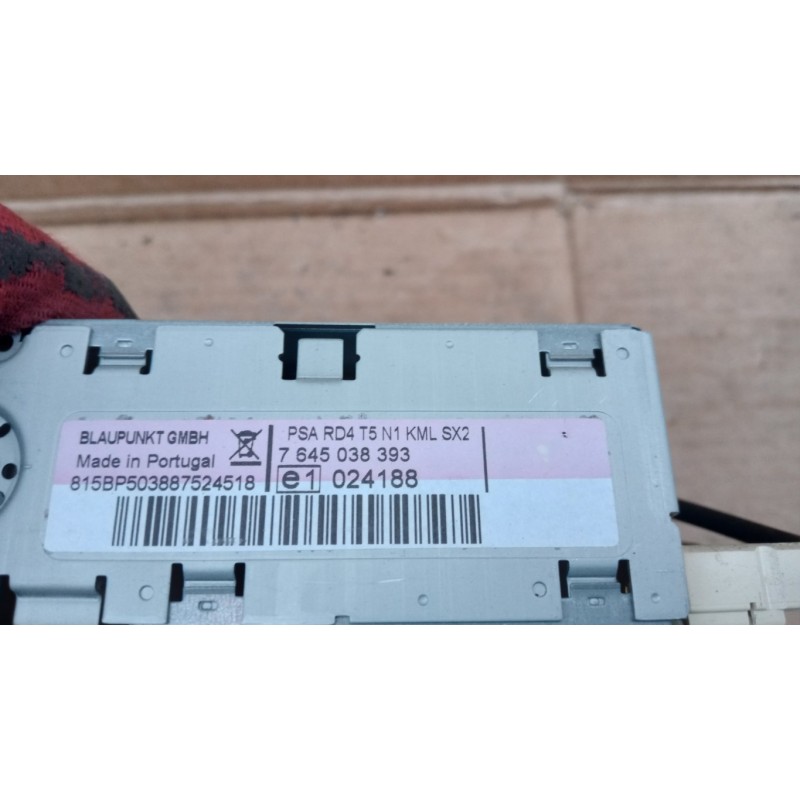 BLAUPUNKT GMBH
Made in Portugal
815BP503887524518
PSA RD4 T5 N1 KML SX2
7 645 038 393
e1 024188